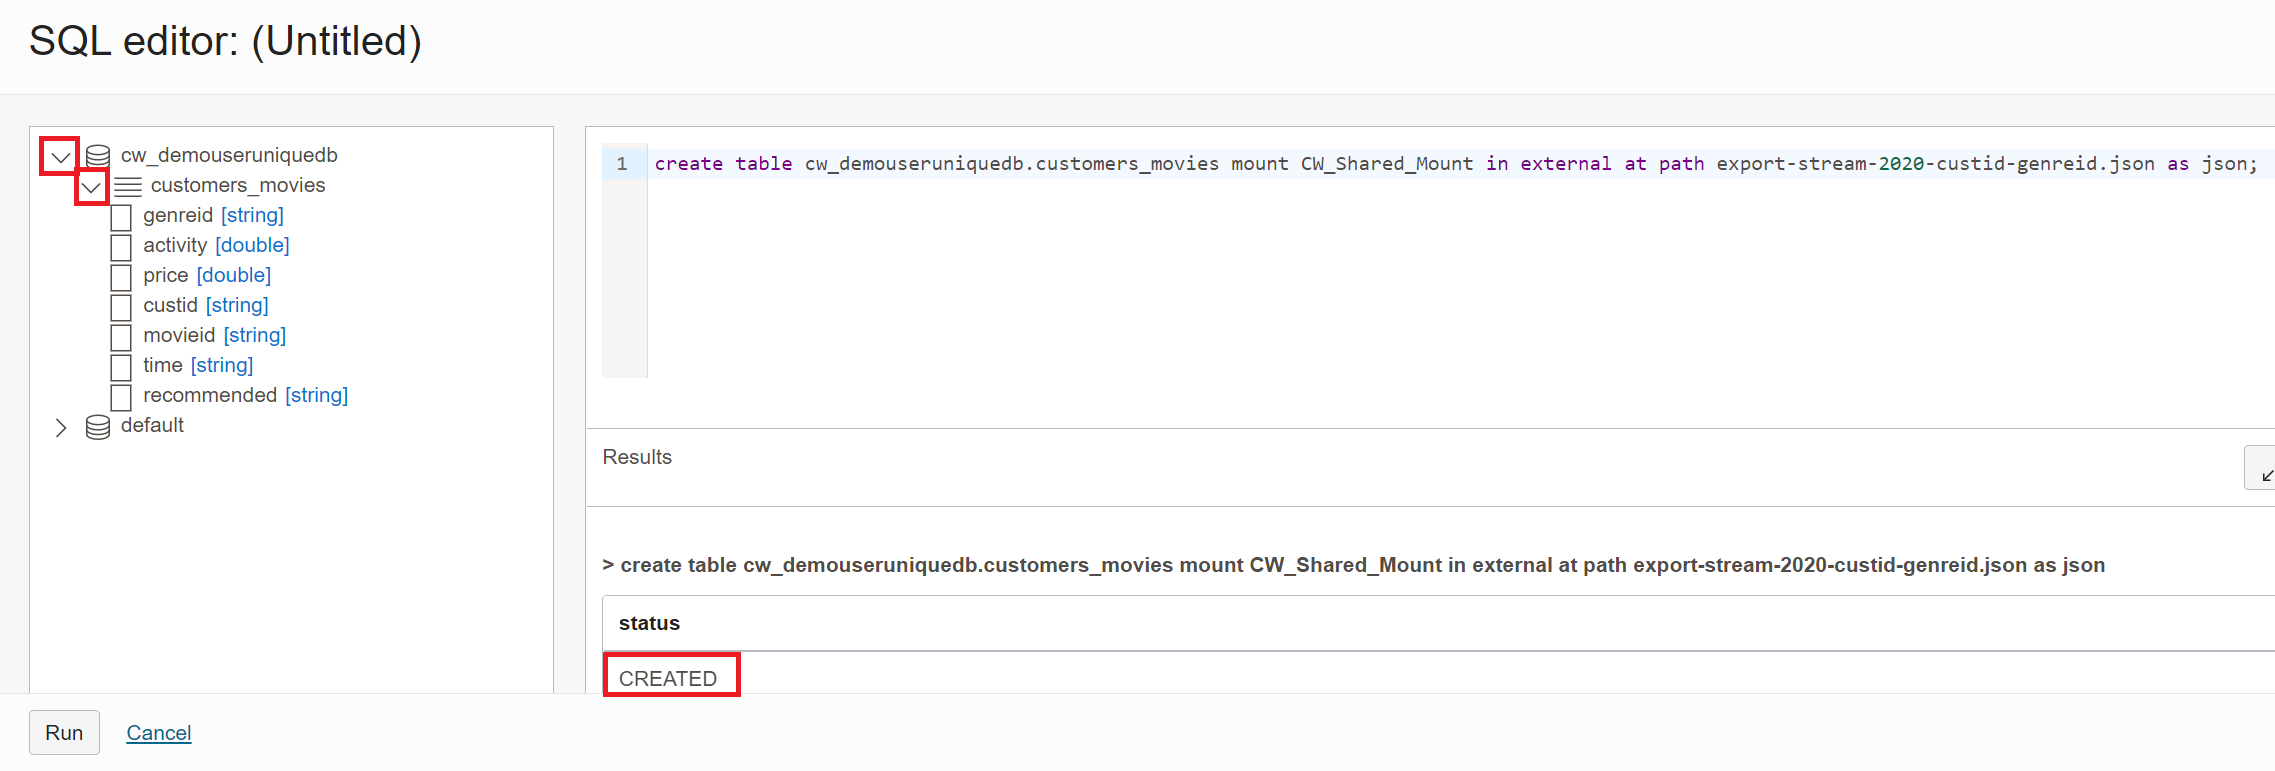 SQL editor: (Untitled)
cw_demouseruniquedb
customers_movies
genreid [string]
activity [double]
price [double]
custid [string]
movieid [string]
time [string]
recommended [string]
default
1 create table cw_demouseruniquedb.customers_movies mount CW_Shared_Mount in external at path export-stream-2020-custid-genreid.json as json;
Results
> create table cw_demouseruniquedb.customers_movies mount CW_Shared_Mount in external at path export-stream-2020-custid-genreid.json as json
status
CREATED
Run Cancel